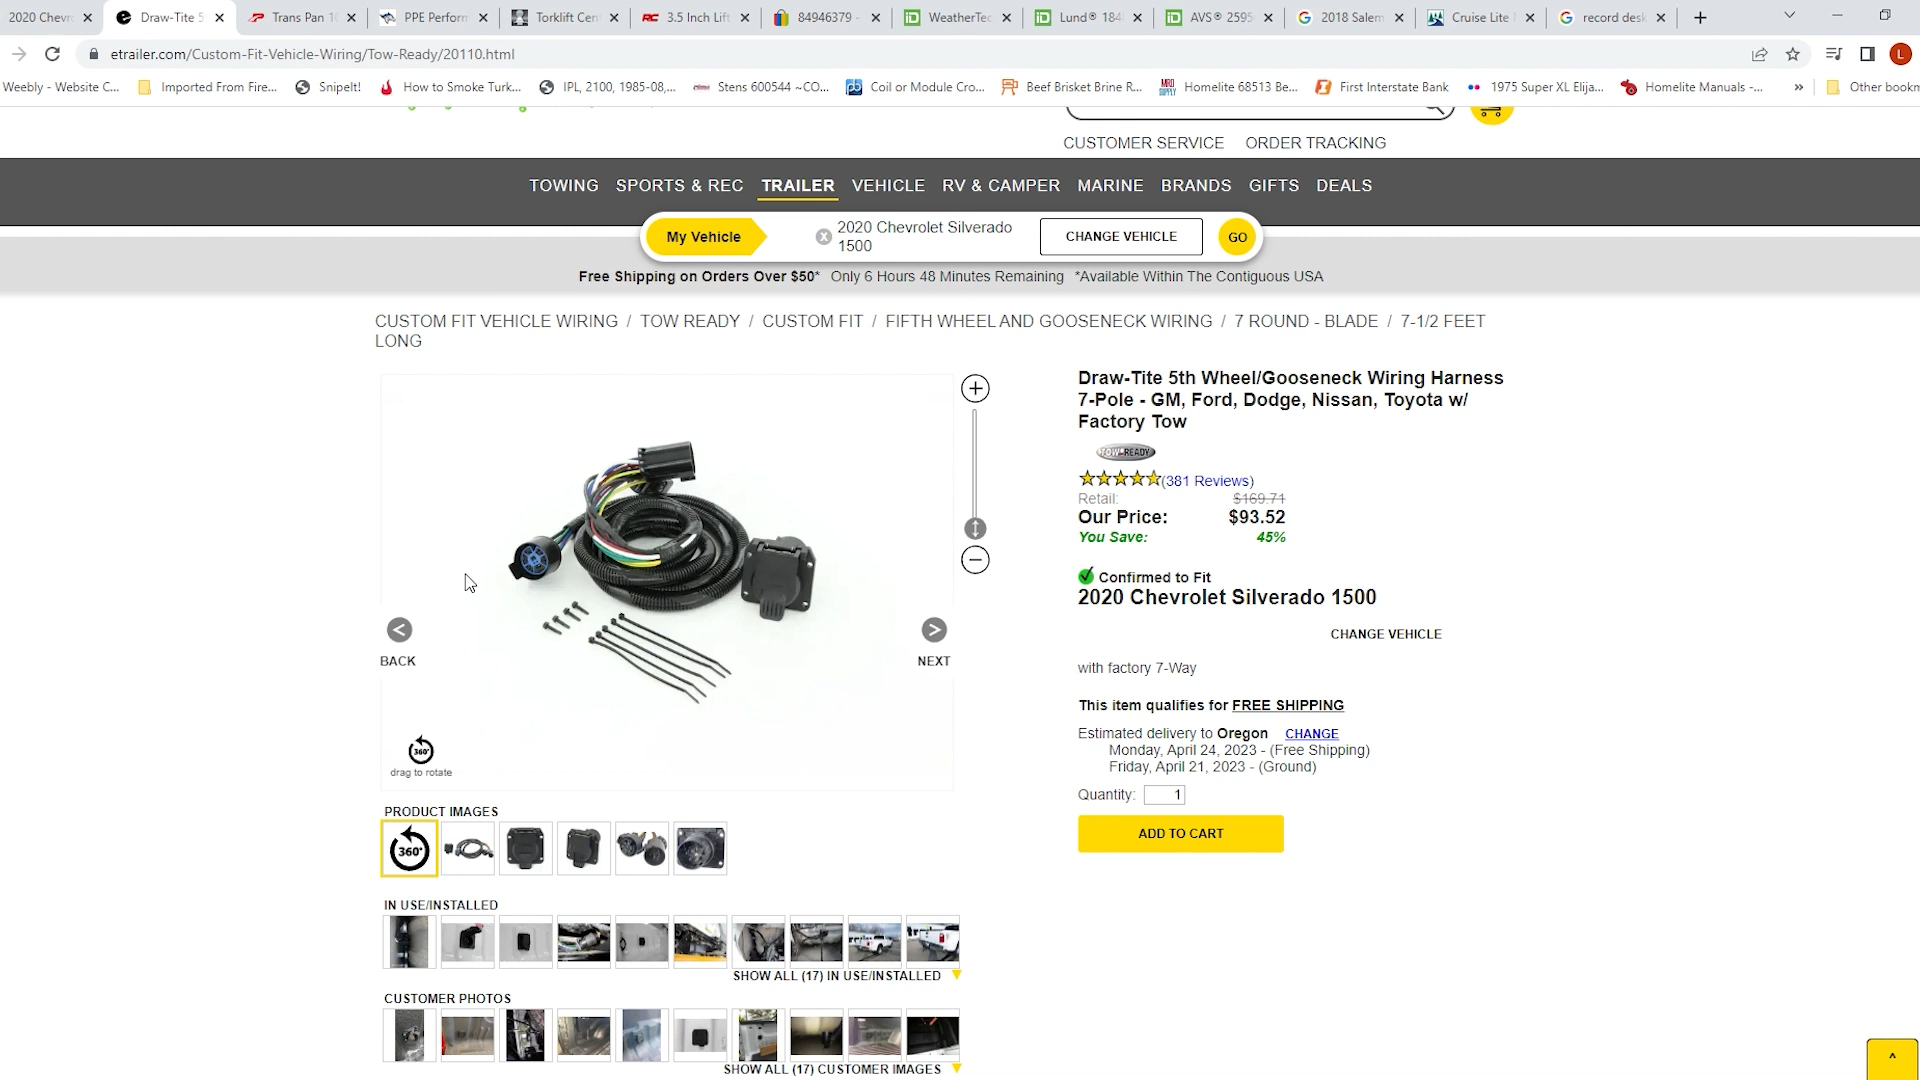 2020 Chevr
Draw-Tite 5
Trans Pan 1
PPE Perform
Torklift Cen
RC
3.5 Inch Lift
84946379 -
iD
WeatherTec
iD
Lund® 184
iD
AVS® 2595
2018 Salem
Cruise Lite
record desk
etrailer.com/Custom-Fit-Vehicle-Wiring/Tow-Ready/20110.html
L
Weebly - Website C...
Imported From Fire...
Snipelt!
How to Smoke Turk...
IPL, 2100, 1985-08,...
Stens 600544 ~CO...
Coil or Module Cro...
Beef Brisket Brine R...
Homelite 68513 Be...
First Interstate Bank
1975 Super XL Elija...
Homelite Manuals -...
»
Other bookm
CUSTOMER SERVICE ORDER TRACKING
TOWING SPORTS & REC TRAILER VEHICLE RV & CAMPER MARINE BRANDS GIFTS DEALS
My Vehicle
2020 Chevrolet Silverado
1500
CHANGE VEHICLE
GO
Free Shipping on Orders Over $50* Only 6 Hours 48 Minutes Remaining *Available Within The Contiguous USA
CUSTOM FIT VEHICLE WIRING / TOW READY / CUSTOM FIT / FIFTH WHEEL AND GOOSENECK WIRING / 7 ROUND - BLADE / 7-1/2 FEET
LONG
Draw-Tite 5th Wheel/Gooseneck Wiring Harness
7-Pole - GM, Ford, Dodge, Nissan, Toyota w/
Factory Tow
TOW-READY
(381 Reviews)
Retail: $169.71
Our Price: $93.52
You Save: 45%
Confirmed to Fit
2020 Chevrolet Silverado 1500
CHANGE VEHICLE
with factory 7-Way
This item qualifies for FREE SHIPPING
Estimated delivery to Oregon CHANGE
Monday, April 24, 2023 - (Free Shipping)
Friday, April 21, 2023 - (Ground)
Quantity: 1
ADD TO CART
BACK
NEXT
360°
drag to rotate
PRODUCT IMAGES
360°
IN USE/INSTALLED
SHOW ALL (17) IN USE/INSTALLED
CUSTOMER PHOTOS
SHOW ALL (17) CUSTOMER IMAGES